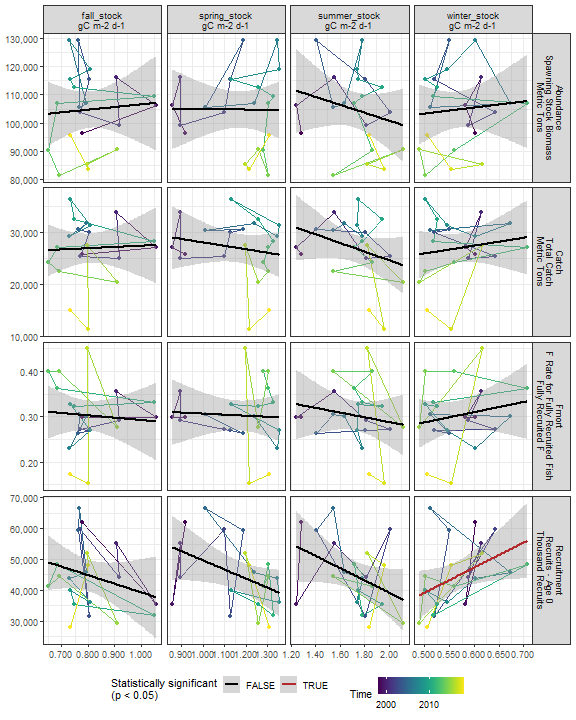 fall_stock
gC m-2 d-1
spring_stock
gC m-2 d-1
summer_stock
gC m-2 d-1
winter_stock
gC m-2 d-1
130,000
120,000
110,000
100,000
90,000
80,000
Abundance
Spawning Stock Biomass
Metric Tons
30,000
20,000
10,000
Catch
Total Catch
Metric Tons
0.40
0.30
0.20
Fmort
F Rate for Fully Recruited Fish
Fully Recruited F
70,000
60,000
50,000
40,000
30,000
Recruitment
Recruits - Age 0
Thousand Recruits
0.700 0.800 0.900 1.000
0.900 1.000 1.100 1.200 1.300
1.20 1.40 1.60 1.80 2.00
0.500 0.550 0.600 0.650 0.700
Statistically significant
(p < 0.05)
FALSE
TRUE
Time
2000 2010